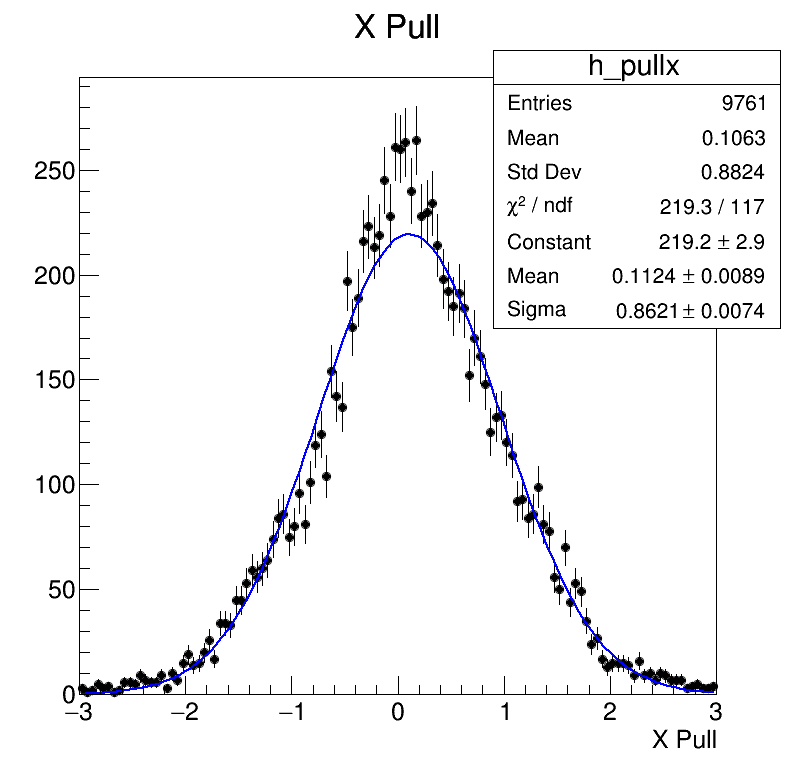 X Pull
h_pullx
Entries 9761
Mean 0.1063
Std Dev 0.8824
χ² / ndf 219.3 / 117
Constant 219.2 ± 2.9
Mean 0.1124 ± 0.0089
Sigma 0.8621 ± 0.0074
250
200
150
100
50
0
−3 −2 −1 0 1 2 3
X Pull